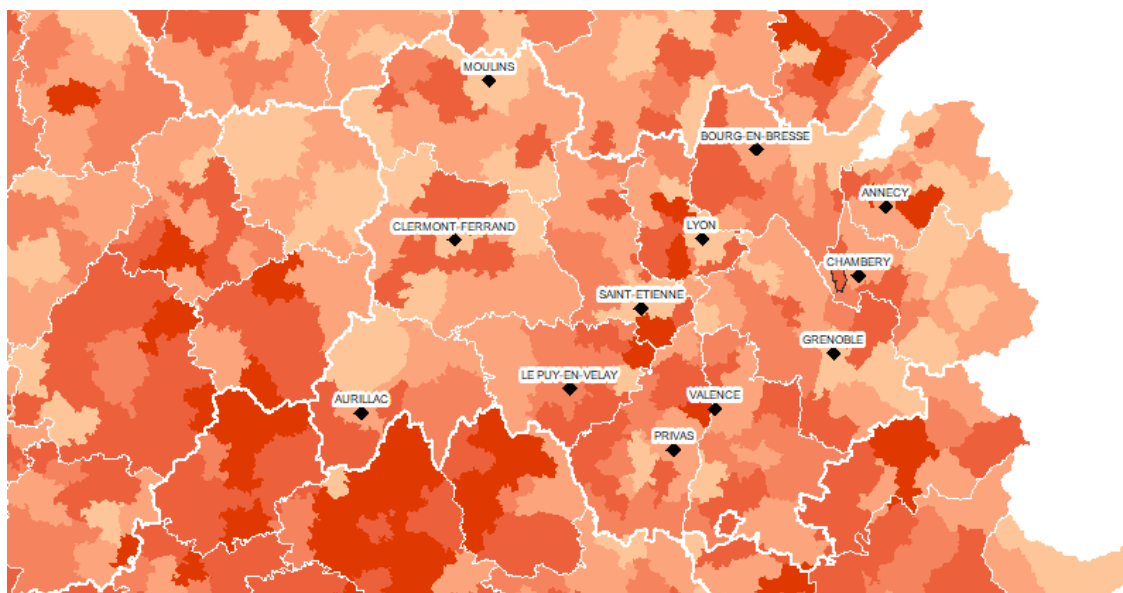 MOULINS
BOURG-EN-BRESSE
ANNECY
CLERMONT-FERRAND
LYON
CHAMBERY
SAINT-ETIENNE
GRENOBLE
LE PUY-EN-VELAY
AURILLAC
VALENCE
PRIVAS